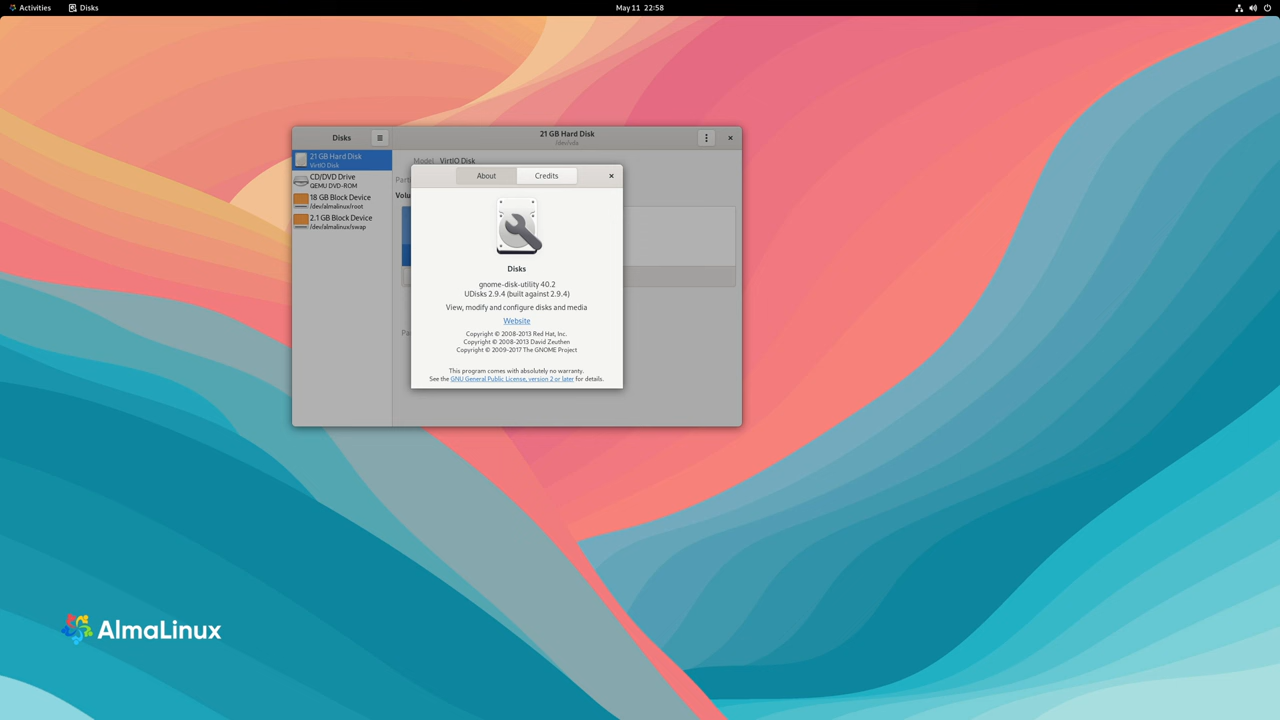 Activities
Disks
May 11 22:58
Disks
21 GB Hard Disk
/dev/vda
21 GB Hard Disk
VirtIO Disk
CD/DVD Drive
QEMU DVD-ROM
18 GB Block Device
/dev/almalinux/root
2.1 GB Block Device
/dev/almalinux/swap
Model VirtIO Disk
About
Credits
Disks
gnome-disk-utility 40.2
UDisks 2.9.4 (built against 2.9.4)
View, modify and configure disks and media
Website
Copyright © 2008-2013 Red Hat, Inc.
Copyright © 2008-2013 David Zeuthen
Copyright © 2009-2017 The GNOME Project
This program comes with absolutely no warranty.
See the GNU General Public License, version 2 or later for details.
AlmaLinux